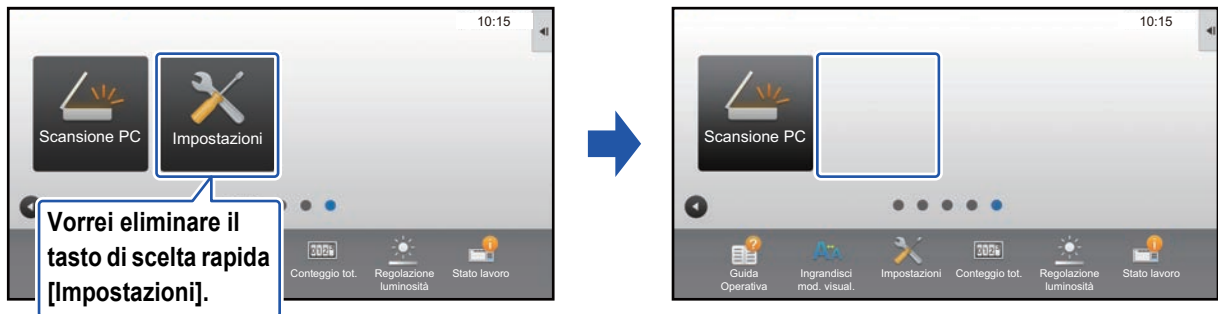 10:15
Scansione PC
Impostazioni
Vorrei eliminare il
tasto di scelta rapida
[Impostazioni].
Conteggio tot.
Regolazione
luminosità
Stato lavoro
10:15
Scansione PC
Guida
Operativa
Ingrandisci
mod. visual.
Impostazioni
Conteggio tot.
Regolazione
luminosità
Stato lavoro